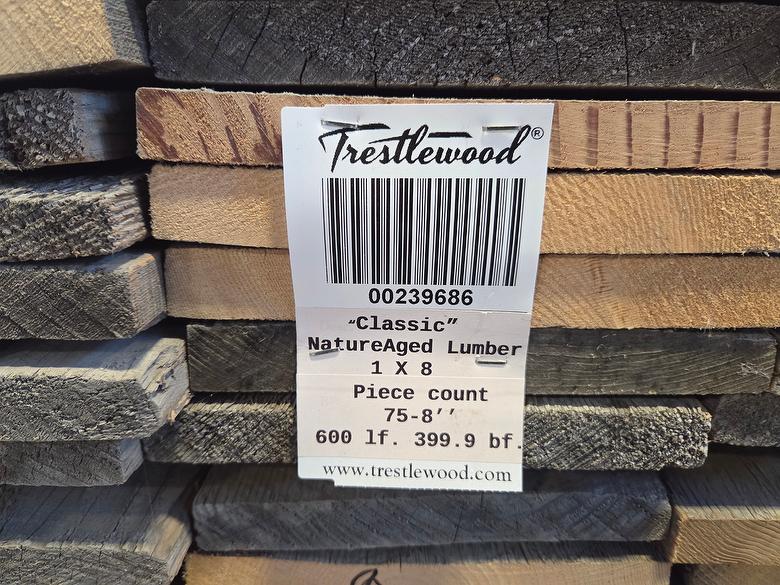 Trestlewood®
00239686
"Classic"
NatureAged Lumber
1 X 8
Piece count
75-8''
600 lf. 399.9 bf.
www.trestlewood.com